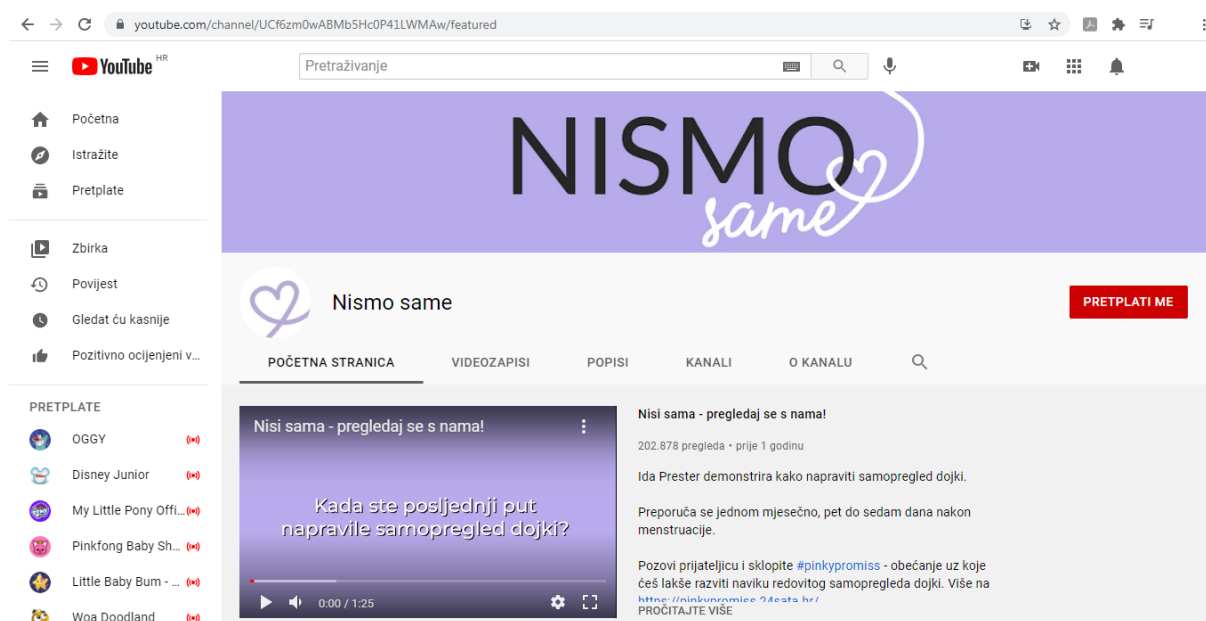 youtube.com/channel/UCf6zm0wABMb5Hc0P41LWMAw/featured
YouTube HR
Pretraživanje
Početna
Istražite
Pretplate
Zbirka
Povijest
Gledat ću kasnije
Pozitivno ocijenjeni v...
PRETPLATE
OGGY
Disney Junior
My Little Pony Offi...
Pinkfong Baby Sh...
Little Baby Bum - ...
Woa Doodland
NISMO
same
Nismo same
PRETPLATI ME
POČETNA STRANICA
VIDEOZAPISI
POPISI
KANALI
O KANALU
Nisi sama - pregledaj se s nama!
Kada ste posljednji put
napravile samopregled dojki?
0:00 / 1:25
Nisi sama - pregledaj se s nama!
202.878 pregleda • prije 1 godinu
Ida Prester demonstrira kako napraviti samopregled dojki.
Preporuča se jednom mjesečno, pet do sedam dana nakon
menstruacije.
Pozovi prijateljicu i sklopite #pinkypromiss - obećanje uz koje
ćeš lakše razviti naviku redovitog samopregleda dojki. Više na
https://pinkypromiss.24sata.hr/
PROČITAJTE VIŠE